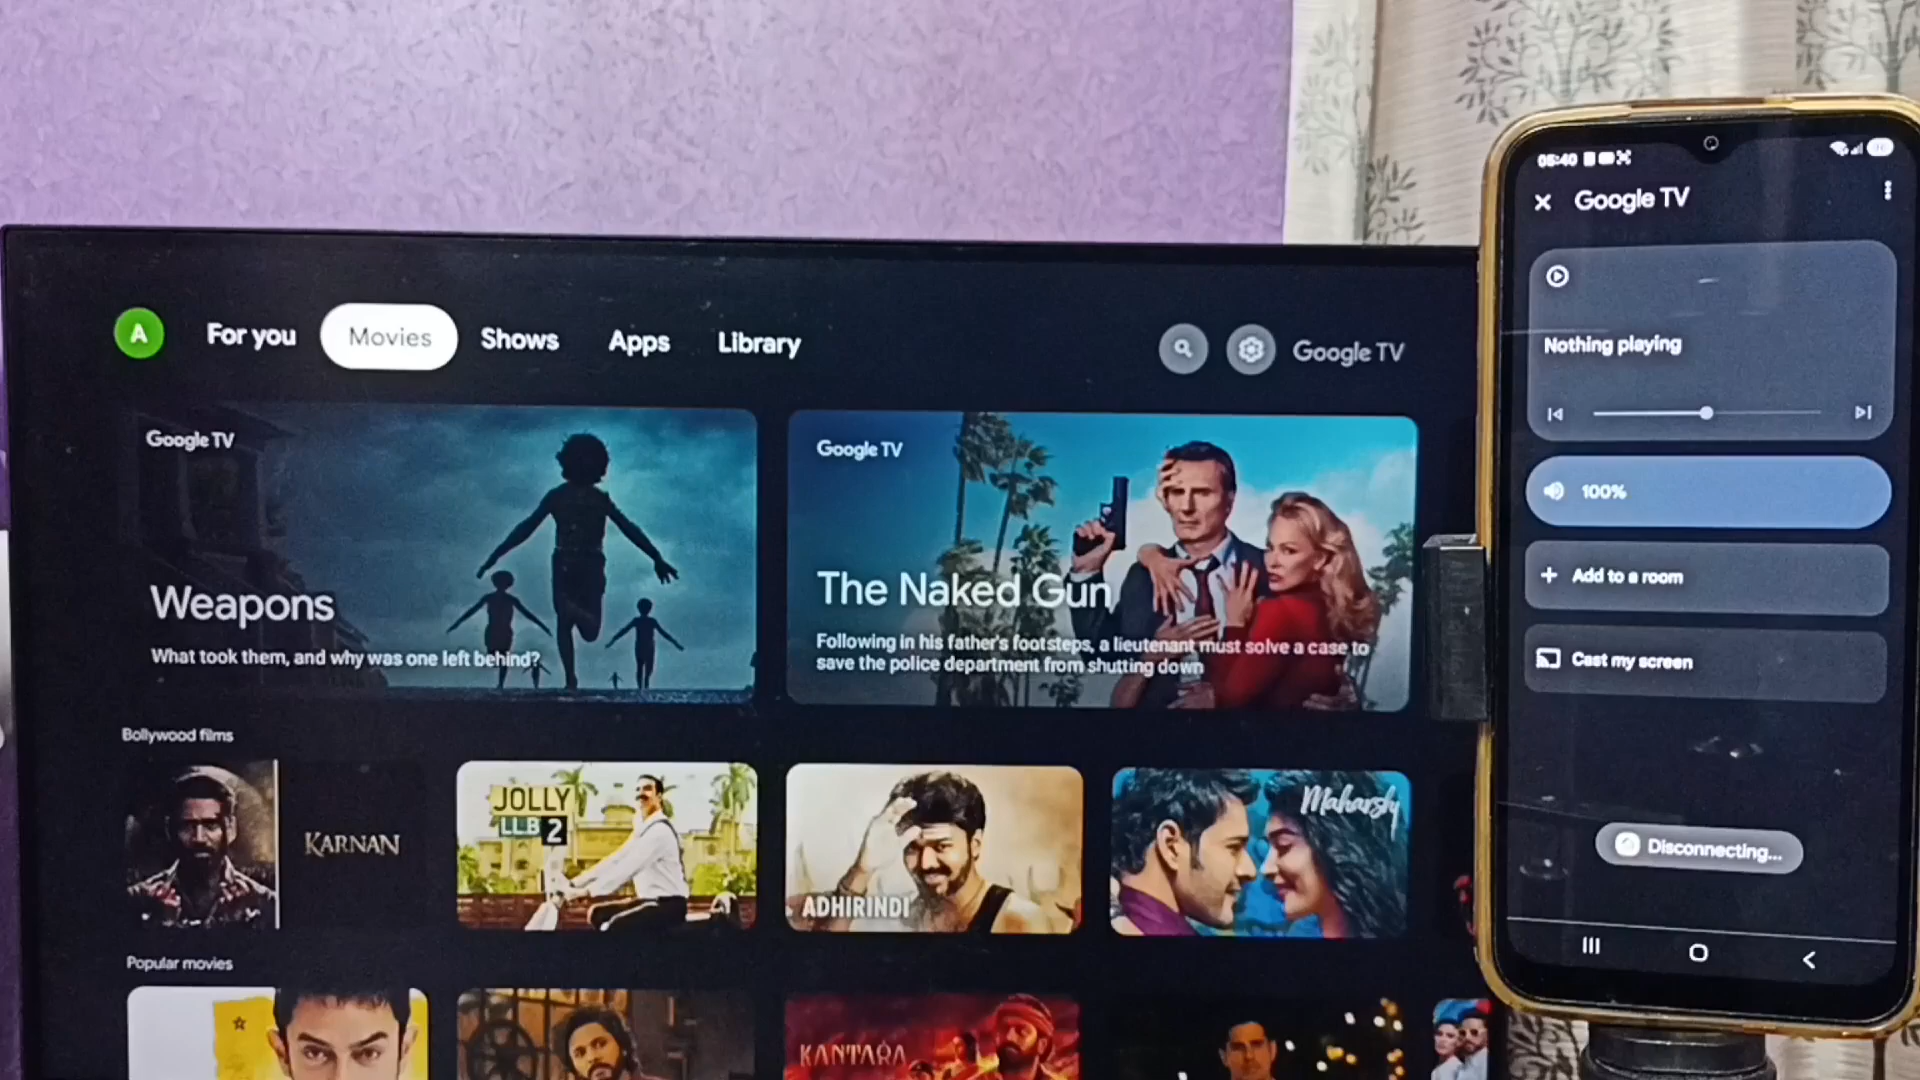 A
For you
Movies
Shows
Apps
Library
Google TV
Google TV
Weapons
What took them, and why was one left behind?
Google TV
The Naked Gun
Following in his father's footsteps, a lieutenant must solve a case to
save the police department from shutting down
Bollywood films
KARNAN
JOLLY
LLB 2
ADHIRINDI
Maharshi
Popular movies
KANTARA
05:40
Google TV
Nothing playing
100%
Add to a room
Cast my screen
Disconnecting...